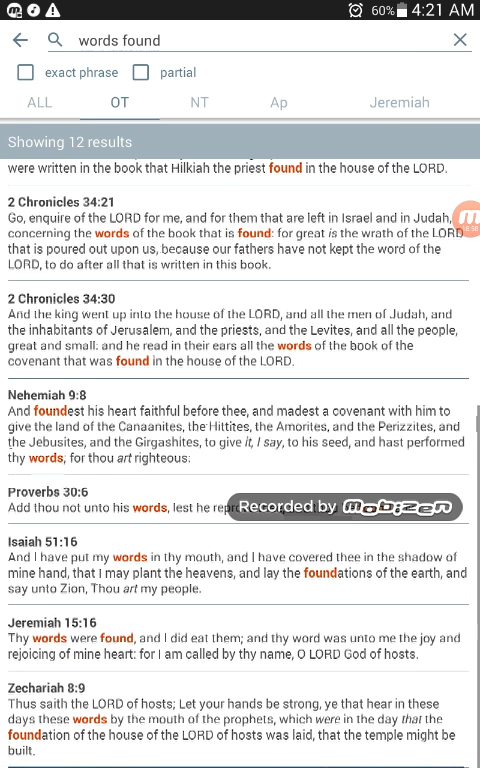 60% 4:21 AM
words found
exact phrase partial
ALL OT NT Ap Jeremiah
Showing 12 results
were written in the book that Hilkiah the priest found in the house of the LORD.
2 Chronicles 34:21
Go, enquire of the LORD for me, and for them that are left in Israel and in Judah,
concerning the words of the book that is found: for great is the wrath of the LORD
that is poured out upon us, because our fathers have not kept the word of the
LORD, to do after all that is written in this book.
2 Chronicles 34:30
And the king went up into the house of the LORD, and all the men of Judah, and
the inhabitants of Jerusalem, and the priests, and the Levites, and all the people,
great and small: and he read in their ears all the words of the book of the
covenant that was found in the house of the LORD.
Nehemiah 9:8
And foundest his heart faithful before thee, and madest a covenant with him to
give the land of the Canaanites, the Hittites, the Amorites, and the Perizzites, and
the Jebusites, and the Girgashites, to give it, I say, to his seed, and hast performed
thy words; for thou art righteous:
Proverbs 30:6
Add thou not unto his words, lest he
Recorded by Mobizen
Isaiah 51:16
And I have put my words in thy mouth, and I have covered thee in the shadow of
mine hand, that I may plant the heavens, and lay the foundations of the earth, and
say unto Zion, Thou art my people.
Jeremiah 15:16
Thy words were found, and I did eat them; and thy word was unto me the joy and
rejoicing of mine heart: for I am called by thy name, O LORD God of hosts.
Zechariah 8:9
Thus saith the LORD of hosts; Let your hands be strong, ye that hear in these
days these words by the mouth of the prophets, which were in the day that the
foundation of the house of the LORD of hosts was laid, that the temple might be
built.